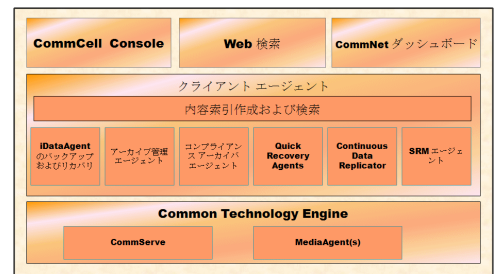 CommCell Console
Web 検索
CommNet ダッシュボード
クライアント エージェント
内容索引作成および検索
iDataAgent
のバックアップ
およびリカバリ
アーカイブ管理
エージェント
コンプライアン
ス アーカイバ
エージェント
Quick
Recovery
Agents
Continuous
Data
Replicator
SRM エージェ
ント
Common Technology Engine
CommServe
MediaAgent(s)